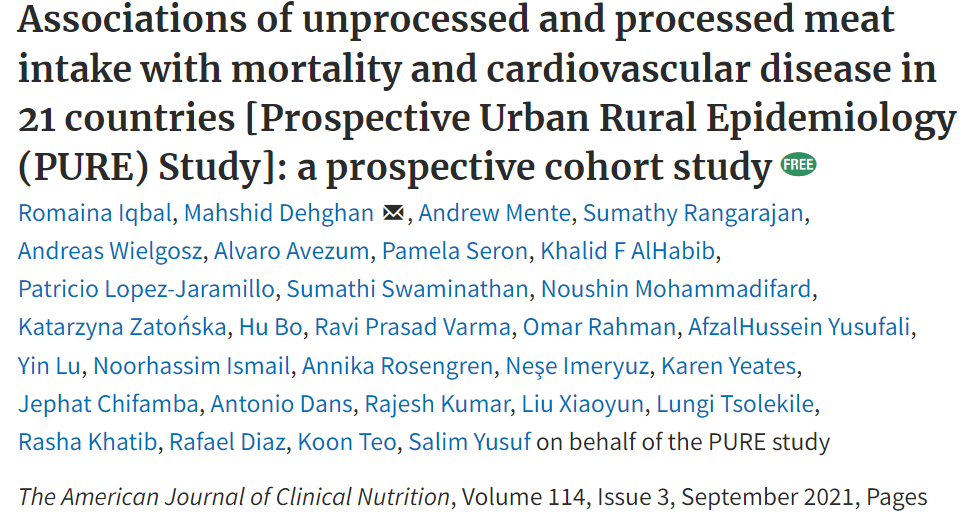 Associations of unprocessed and processed meat
intake with mortality and cardiovascular disease in
21 countries [Prospective Urban Rural Epidemiology
(PURE) Study]: a prospective cohort study FREE
Romaina Iqbal, Mahshid Dehghan, Andrew Mente, Sumathy Rangarajan,
Andreas Wielgosz, Alvaro Avezum, Pamela Seron, Khalid F AlHabib,
Patricio Lopez-Jaramillo, Sumathi Swaminathan, Noushin Mohammadifard,
Katarzyna Zatońska, Hu Bo, Ravi Prasad Varma, Omar Rahman, AfzalHussein Yusufali,
Yin Lu, Noorhassim Ismail, Annika Rosengren, Neşe Imeryuz, Karen Yeates,
Jephat Chifamba, Antonio Dans, Rajesh Kumar, Liu Xiaoyun, Lungi Tsolekile,
Rasha Khatib, Rafael Diaz, Koon Teo, Salim Yusuf on behalf of the PURE study
The American Journal of Clinical Nutrition, Volume 114, Issue 3, September 2021, Pages